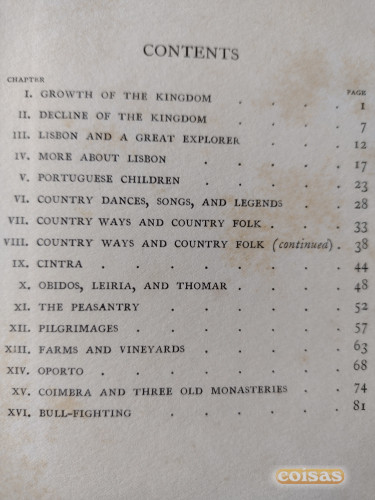 CONTENTS
CHAPTER PAGE
I. GROWTH OF THE KINGDOM . . . . 1
II. DECLINE OF THE KINGDOM . . . . 7
III. LISBON AND A GREAT EXPLORER . . . 12
IV. MORE ABOUT LISBON . . . . . 17
V. PORTUGUESE CHILDREN . . . . 23
VI. COUNTRY DANCES, SONGS, AND LEGENDS . . 28
VII. COUNTRY WAYS AND COUNTRY FOLK . . . 33
VIII. COUNTRY WAYS AND COUNTRY FOLK (continued) . 38
IX. CINTRA . . . . . . 44
X. OBIDOS, LEIRIA, AND THOMAR . . . . 48
XI. THE PEASANTRY . . . . . 52
XII. PILGRIMAGES . . . . . 57
XIII. FARMS AND VINEYARDS . . . . 63
XIV. OPORTO . . . . . . 68
XV. COIMBRA AND THREE OLD MONASTERIES . . 74
XVI. BULL-FIGHTING . . . . . 81
coisas